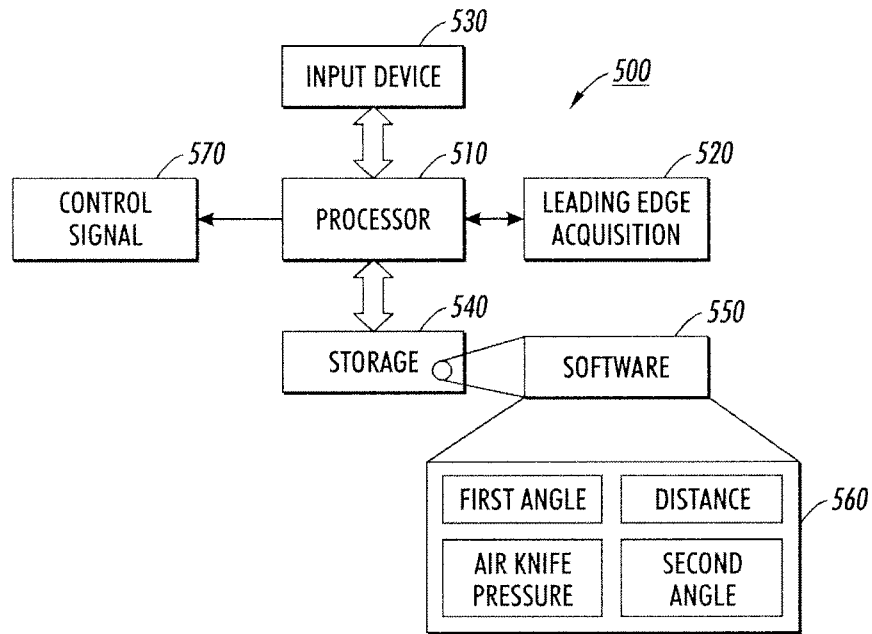 530
INPUT DEVICE
500
570
510
520
CONTROL
SIGNAL
PROCESSOR
LEADING EDGE
ACQUISITION
540
550
STORAGE
SOFTWARE
FIRST ANGLE
DISTANCE
560
AIR KNIFE
PRESSURE
SECOND
ANGLE